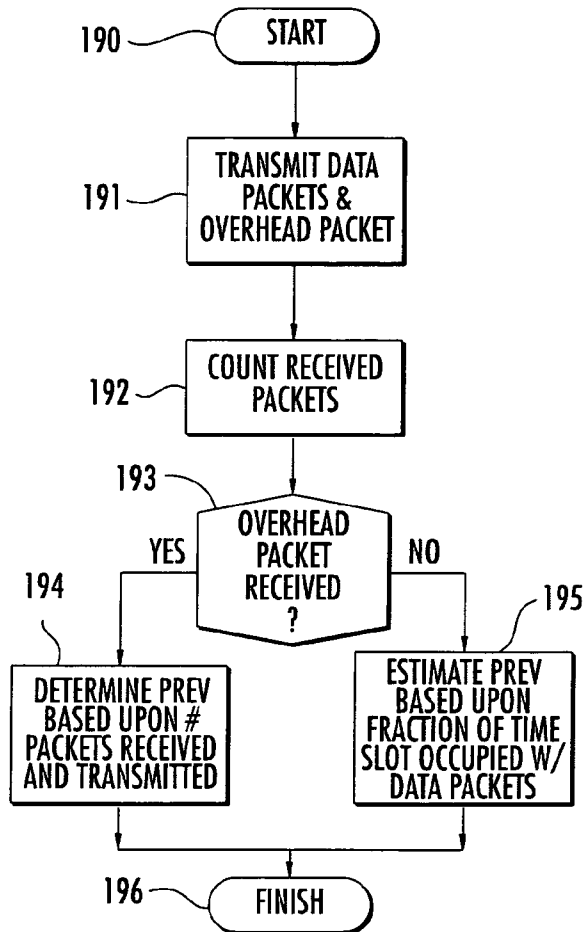 190
START
191
TRANSMIT DATA
PACKETS &
OVERHEAD PACKET
192
COUNT RECEIVED
PACKETS
193
OVERHEAD
PACKET
RECEIVED
?
YES
NO
194
DETERMINE PREV
BASED UPON #
PACKETS RECEIVED
AND TRANSMITTED
195
ESTIMATE PREV
BASED UPON
FRACTION OF TIME
SLOT OCCUPIED W/
DATA PACKETS
196
FINISH